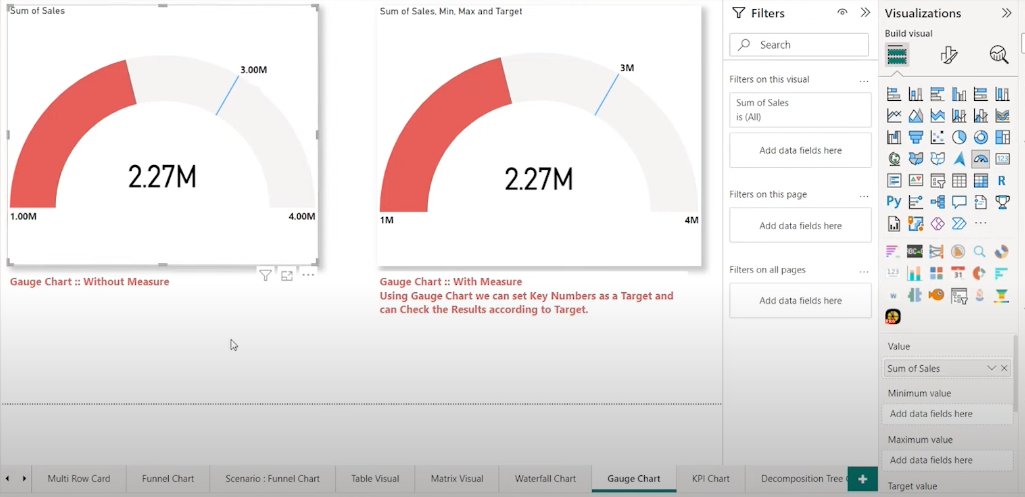 Sum of Sales
3.00M
2.27M
1.00M
4.00M
Gauge Chart :: Without Measure
Sum of Sales, Min, Max and Target
3M
2.27M
1M
4M
Gauge Chart :: With Measure
Using Gauge Chart we can set Key Numbers as a Target and
can Check the Results according to Target.
Filters
Search
Filters on this visual
Sum of Sales
is (All)
Add data fields here
Filters on this page
Add data fields here
Filters on all pages
Add data fields here
Visualizations
Build visual
123
R
Py
123
Value
Sum of Sales
Minimum value
Add data fields here
Maximum value
Add data fields here
Target value
Multi Row Card
Funnel Chart
Scenario : Funnel Chart
Table Visual
Matrix Visual
Waterfall Chart
Gauge Chart
KPI Chart
Decomposition Tree